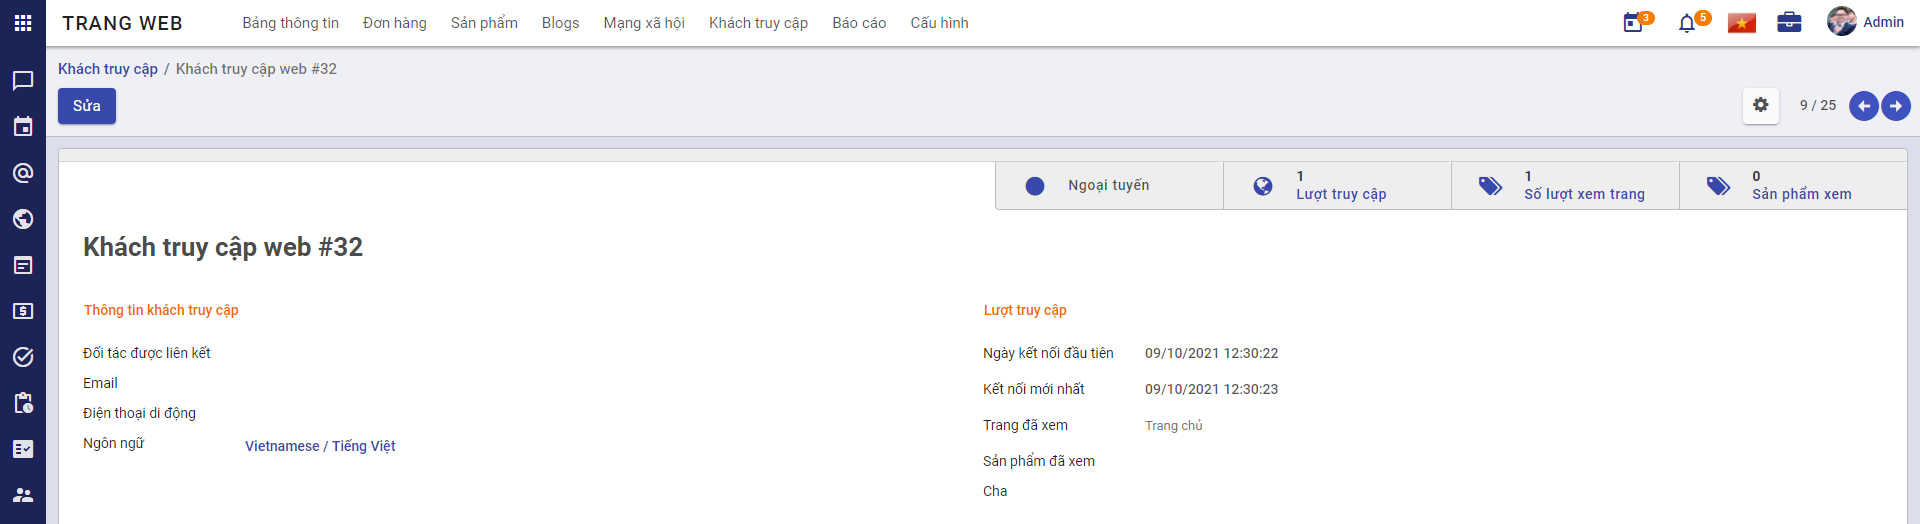 TRANG WEB Bảng thông tin Đơn hàng Sản phẩm Blogs Mạng xã hội Khách truy cập Báo cáo Cấu hình 3 5 Admin
Khách truy cập / Khách truy cập web #32
Sửa 9 / 25
Ngoại tuyến
1
Lượt truy cập
1
Số lượt xem trang
0
Sản phẩm xem
Khách truy cập web #32
Thông tin khách truy cập
Đối tác được liên kết
Email
Điện thoại di động
Ngôn ngữ Vietnamese / Tiếng Việt
Lượt truy cập
Ngày kết nối đầu tiên 09/10/2021 12:30:22
Kết nối mới nhất 09/10/2021 12:30:23
Trang đã xem Trang chủ
Sản phẩm đã xem
Cha